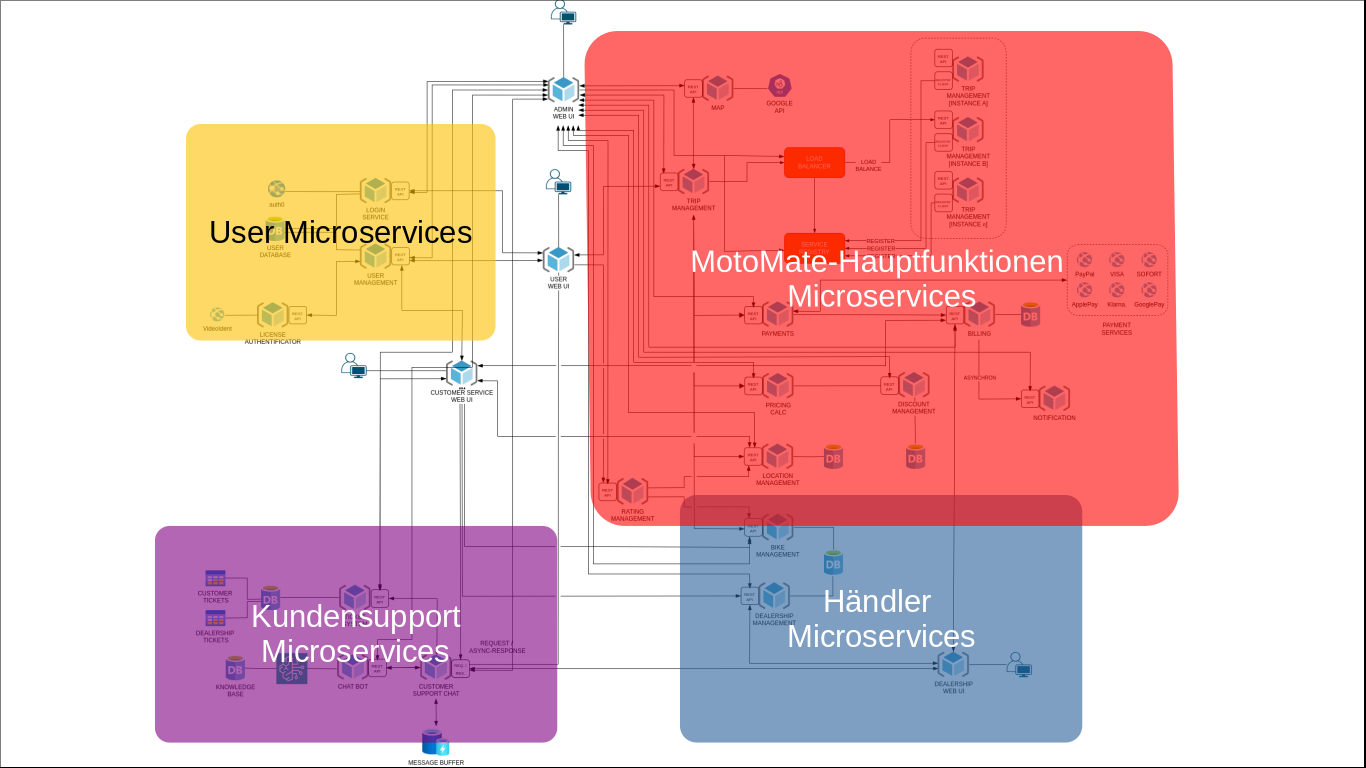 ADMIN
WEB UI
REST
API
MAP
GOOGLE
API
REST
API
TRIP
MANAGEMENT
[INSTANCE A]
REST
API
TRIP
MANAGEMENT
[INSTANCE B]
REST
API
TRIP
MANAGEMENT
[INSTANCE n]
LOAD
BALANCER
LOAD
BALANCE
REST
API
TRIP
MANAGEMENT
SERVICE
REGISTER
REGISTER
auth0
REST
API
LOGIN
SERVICE
DB
USER
DATABASE
User Microservices
REST
API
USER
MANAGEMENT
VideoIdent
REST
API
LICENSE
AUTHENTIFICATOR
USER
WEB UI
MotoMate-Hauptfunktionen
Microservices
REST
API
PAYMENTS
REST
API
BILLING
DB
PayPal
VISA
SOFORT
ApplePay
Klarna
GooglePay
PAYMENT
SERVICES
CUSTOMER SERVICE
WEB UI
REST
API
PRICING
CALC
REST
API
DISCOUNT
MANAGEMENT
ASYNCHRON
REST
API
NOTIFICATION
REST
API
LOCATION
MANAGEMENT
DB
DB
REST
API
RATING
MANAGEMENT
REST
API
BIKE
MANAGEMENT
DB
REST
API
DEALERSHIP
MANAGEMENT
Händler
Microservices
DEALERSHIP
WEB UI
CUSTOMER
TICKETS
DEALERSHIP
TICKETS
DB
REST
API
Kundensupport
Microservices
REQUEST /
ASYNC-RESPONSE
DB
KNOWLEDGE
BASE
REST
API
CHAT BOT
CUSTOMER
SUPPORT CHAT
MESSAGE BUFFER